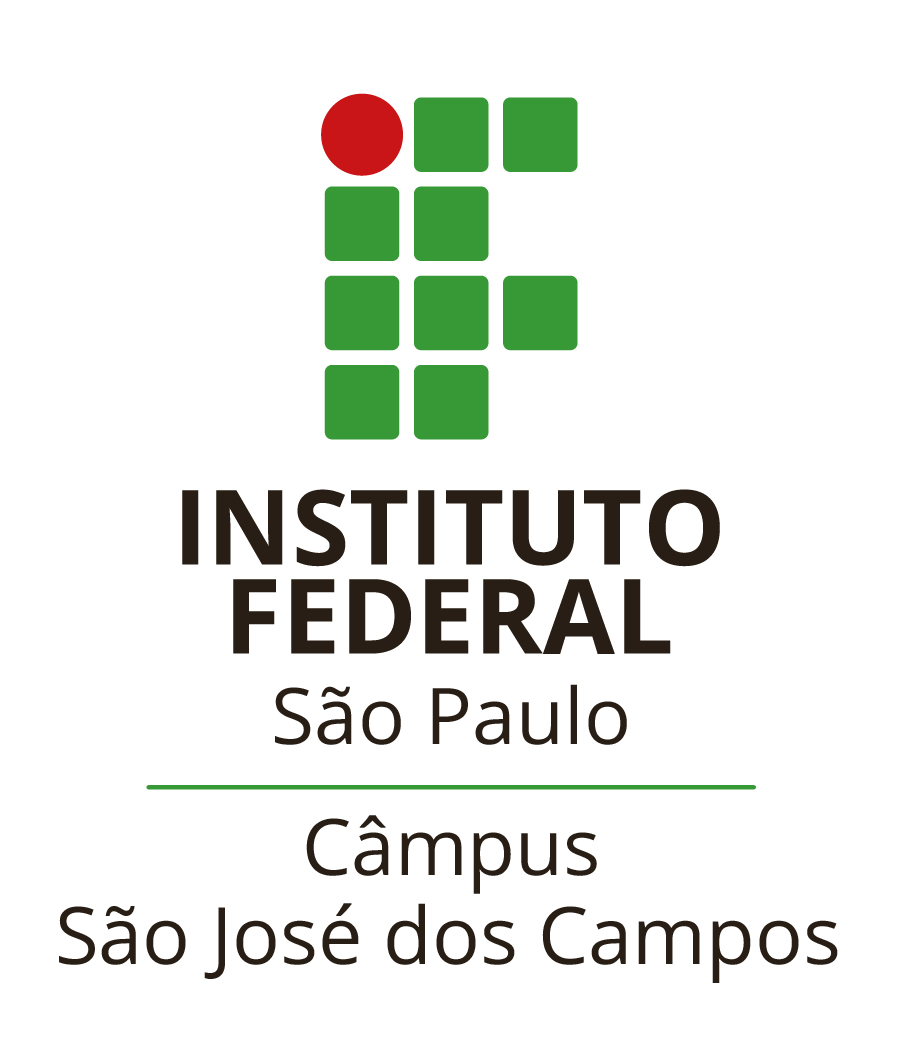 INSTITUTO
FEDERAL
São Paulo
Câmpus
São José dos Campos